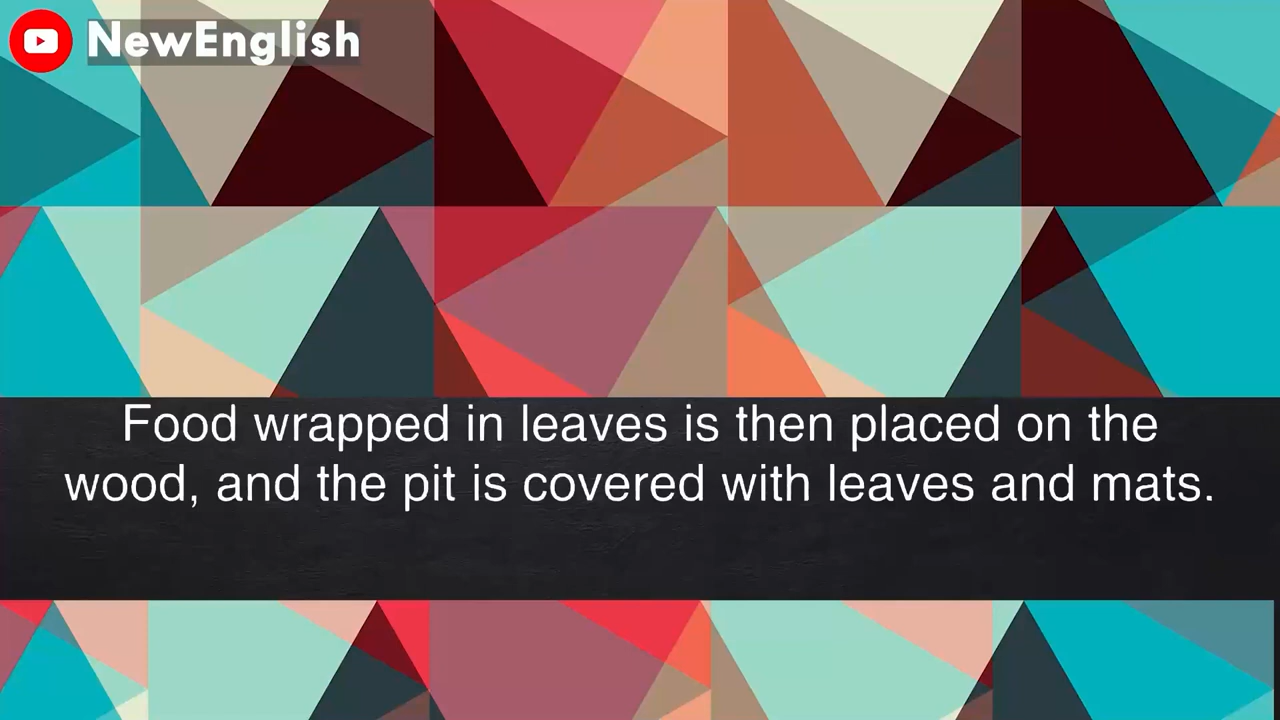 NewEnglish
Food wrapped in leaves is then placed on the
wood, and the pit is covered with leaves and mats.